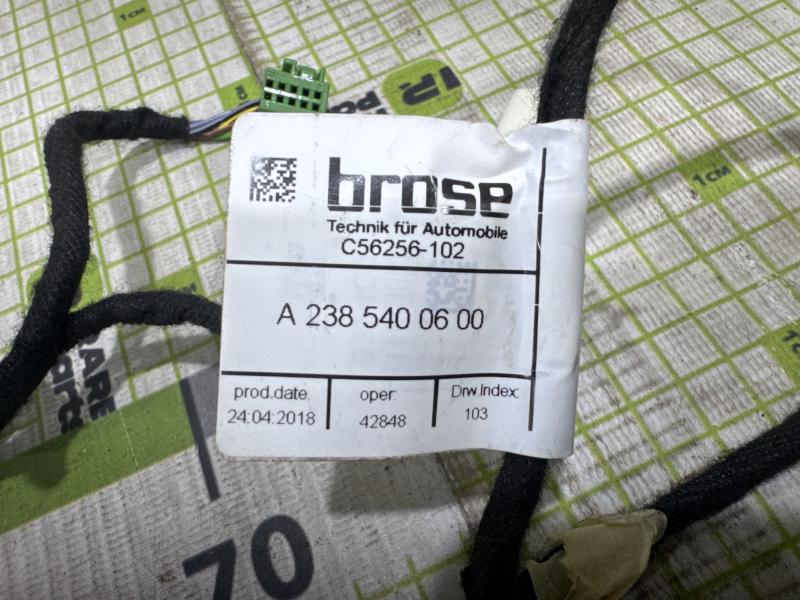 1CM
CM
brose
Technik für Automobile
C56256-102
1CM
A 238 540 06 00
prod.date. oper: Drw.Index:
24.04.2018 42848 103
70